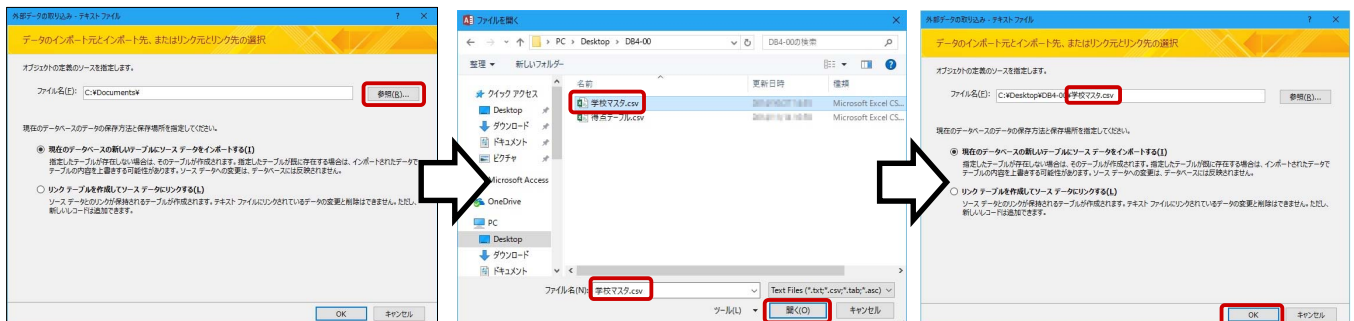 外部データの取り込み - テキスト ファイル
? ×
データのインポート元とインポート先、またはリンク元とリンク先の選択
オブジェクトの定義のソースを指定します。
ファイル名(F): C:¥Documents¥ 参照(R)...
現在のデータベースのデータの保存方法と保存場所を指定してください。
現在のデータベースの新しいテーブルにソース データをインポートする(I)
指定したテーブルが存在しない場合は、そのテーブルが作成されます。指定したテーブルが既に存在する場合は、インポートされたデータで
テーブルの内容を上書きする可能性があります。ソース データへの変更は、データベースには反映されません。
リンク テーブルを作成してソース データにリンクする(L)
ソース データとのリンクが保持されるテーブルが作成されます。テキスト ファイルにリンクされているデータの変更と削除はできません。ただし、
新しいレコードは追加できます。
OK キャンセル
ファイルを開く
×
PC > Desktop > DB4-00
DB4-00の検索
整理 新しいフォルダー
名前 更新日時 種類
クイック アクセス
Desktop
ダウンロード
ドキュメント
ピクチャ
Microsoft Access
OneDrive
PC
Desktop
ダウンロード
ドキュメント
学校マスタ.csv Microsoft Excel CS...
得点テーブル.csv Microsoft Excel CS...
ファイル名(N): 学校マスタ.csv Text Files (*.txt;*.csv;*.tab;*.asc)
ツール(L) 開く(O) キャンセル
外部データの取り込み - テキスト ファイル
? ×
データのインポート元とインポート先、またはリンク元とリンク先の選択
オブジェクトの定義のソースを指定します。
ファイル名(F): C:¥Desktop¥DB4-00¥学校マスタ.csv 参照(R)...
現在のデータベースのデータの保存方法と保存場所を指定してください。
現在のデータベースの新しいテーブルにソース データをインポートする(I)
指定したテーブルが存在しない場合は、そのテーブルが作成されます。指定したテーブルが既に存在する場合は、インポートされたデータで
テーブルの内容を上書きする可能性があります。ソース データへの変更は、データベースには反映されません。
リンク テーブルを作成してソース データにリンクする(L)
ソース データとのリンクが保持されるテーブルが作成されます。テキスト ファイルにリンクされているデータの変更と削除はできません。ただし、
新しいレコードは追加できます。
OK キャンセル